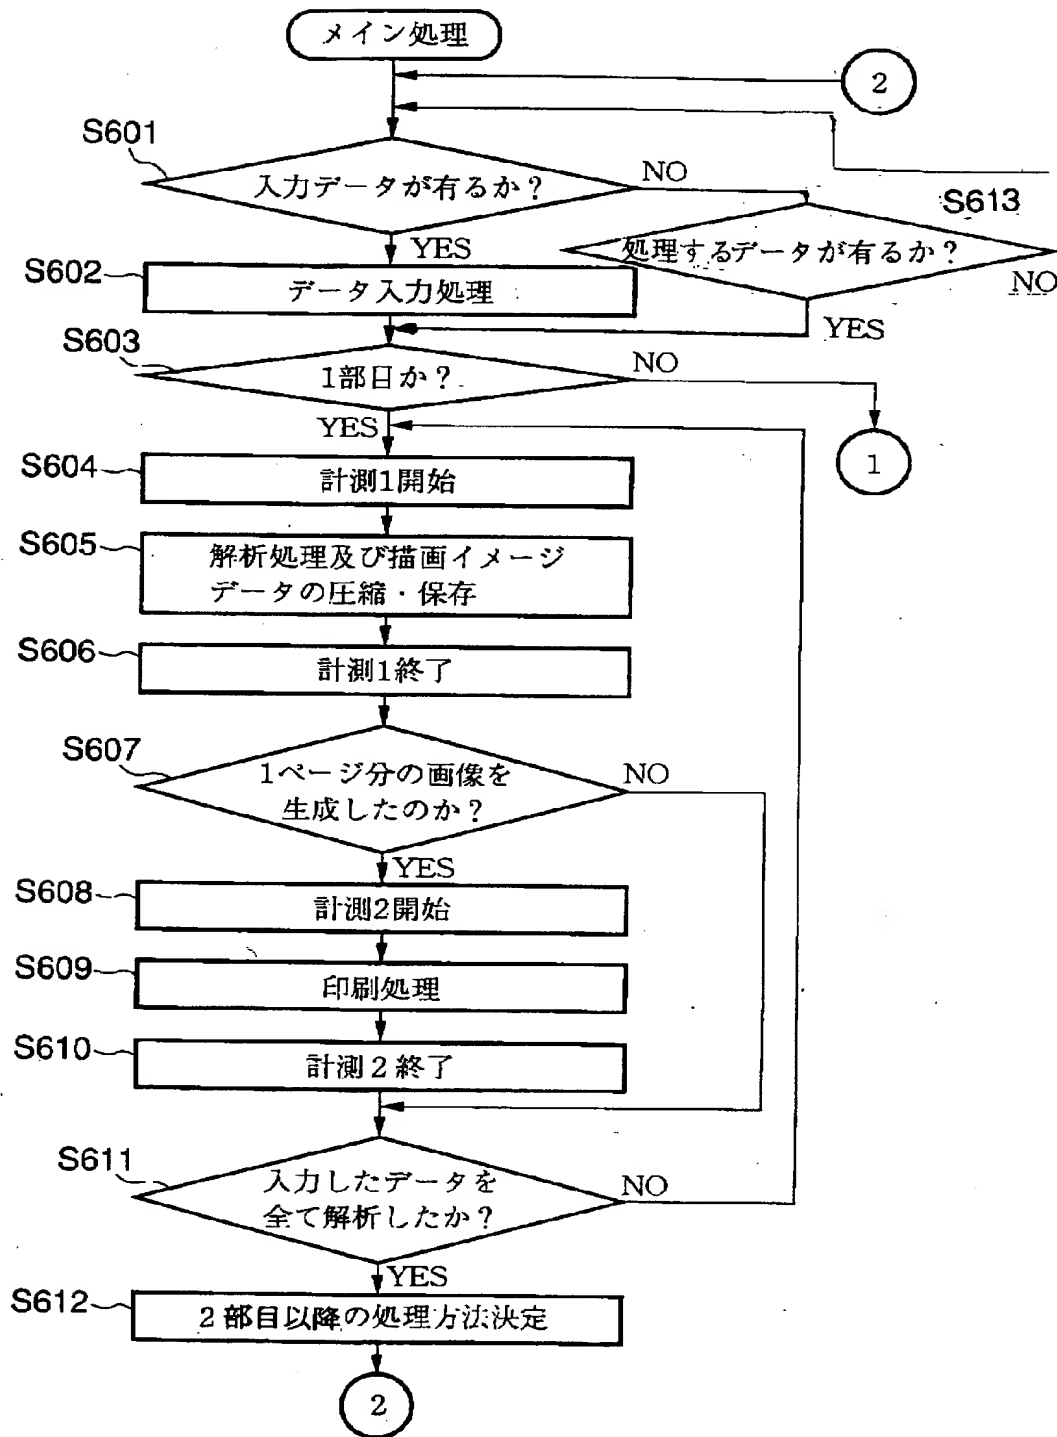 メイン処理
2
S601
入力データが有るか?
NO
S613
処理するデータが有るか?
NO
YES
YES
S602
データ入力処理
S603
1部目か?
NO
YES
1
S604
計測1開始
S605
解析処理及び描画イメージ
データの圧縮・保存
S606
計測1終了
S607
1ページ分の画像を
生成したのか?
NO
YES
S608
計測2開始
S609
印刷処理
S610
計測2終了
S611
入力したデータを
全て解析したか?
NO
YES
S612
2部目以降の処理方法決定
2